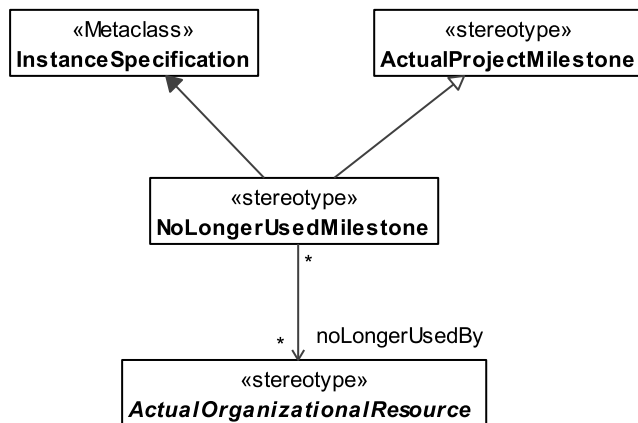 «Metaclass»
InstanceSpecification
«stereotype»
ActualProjectMilestone
«stereotype»
NoLongerUsedMilestone
*
*
noLongerUsedBy
«stereotype»
ActualOrganizationalResource